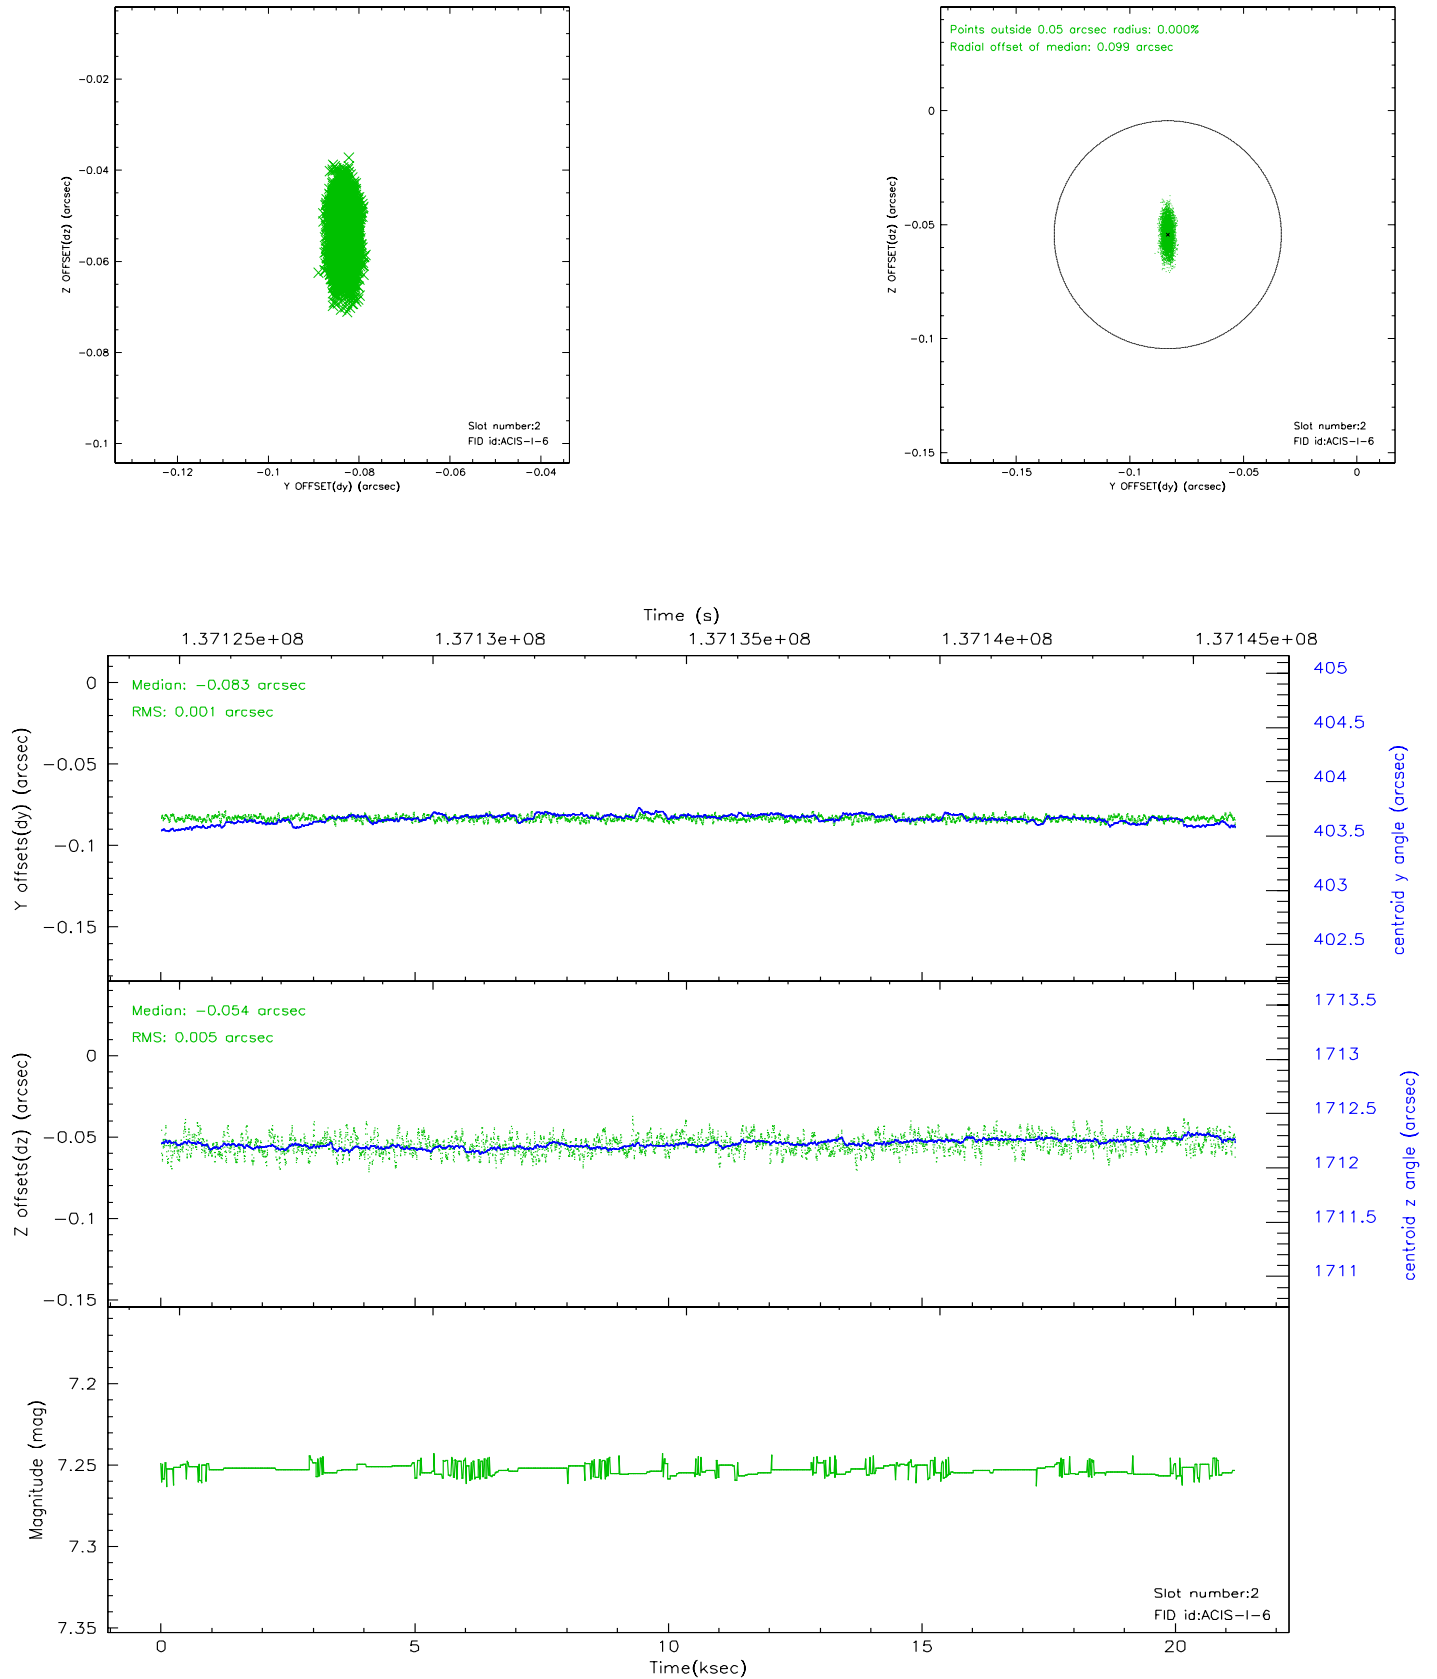 −0.02
−0.04
−0.06
−0.08
−0.1
Z OFFSET(dz) (arcsec)
Slot number:2
FID id:ACIS−I−6
−0.12 −0.1 −0.08 −0.06 −0.04
Y OFFSET(dy) (arcsec)
Points outside 0.05 arcsec radius: 0.000%
Radial offset of median: 0.099 arcsec
0
−0.05
−0.1
−0.15
Z OFFSET(dz) (arcsec)
Slot number:2
FID id:ACIS−I−6
−0.15 −0.1 −0.05 0
Y OFFSET(dy) (arcsec)
Time (s)
1.37125e+08 1.3713e+08 1.37135e+08 1.3714e+08 1.37145e+08
Median: −0.083 arcsec
RMS: 0.001 arcsec
0
−0.05
−0.1
−0.15
Y offsets(dy) (arcsec)
405
404.5
404
403.5
403
402.5
centroid y angle (arcsec)
Median: −0.054 arcsec
RMS: 0.005 arcsec
0
−0.05
−0.1
−0.15
Z offsets(dz) (arcsec)
1713.5
1713
1712.5
1712
1711.5
1711
centroid z angle (arcsec)
7.2
7.25
7.3
7.35
Magnitude (mag)
Slot number:2
FID id:ACIS−I−6
0 5 10 15 20
Time(ksec)